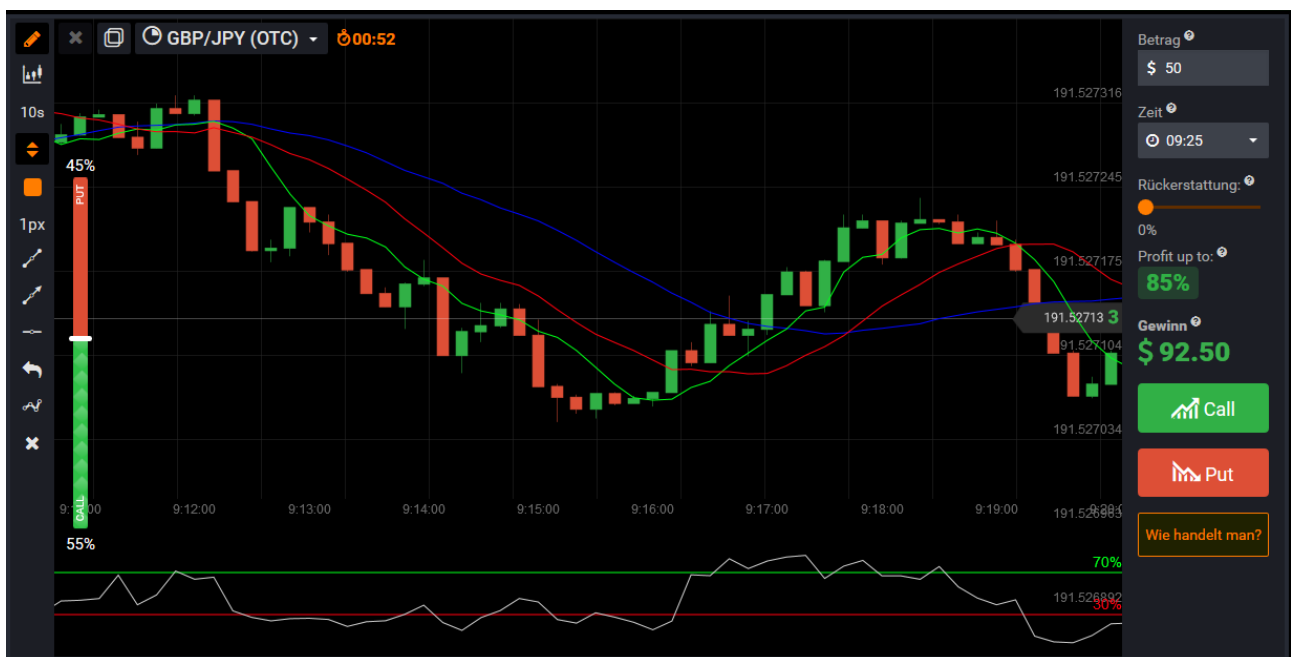 GBP/JPY (OTC)
00:52
10s
45%
PUT
1px
CALL
55%
191.527316
191.527245
191.527175
191.52713 3
191.527104
191.527034
9:12:00
9:13:00
9:14:00
9:15:00
9:16:00
9:17:00
9:18:00
9:19:00
70%
30%
Betrag
$ 50
Zeit
09:25
Rückerstattung:
0%
Profit up to:
85%
Gewinn
$ 92.50
Call
Put
Wie handelt man?